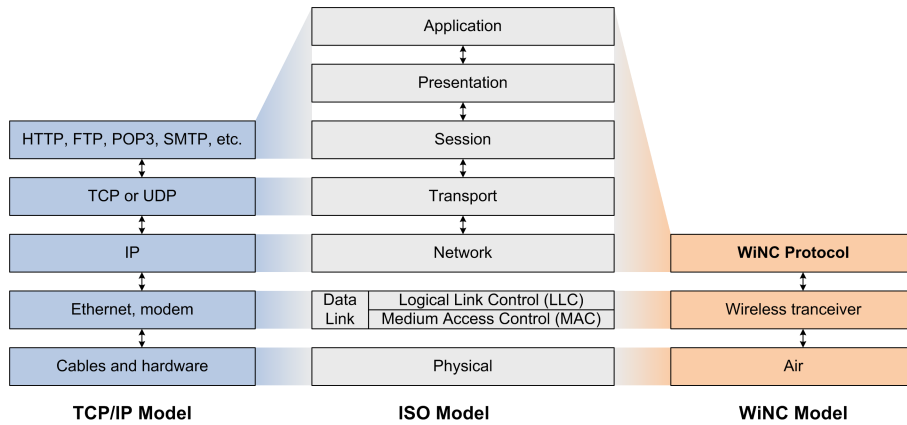 Application
Presentation
HTTP, FTP, POP3, SMTP, etc.
Session
TCP or UDP
Transport
IP
Network
WiNC Protocol
Ethernet, modem
Data Link
Logical Link Control (LLC)
Medium Access Control (MAC)
Wireless tranceiver
Cables and hardware
Physical
Air
TCP/IP Model
ISO Model
WiNC Model